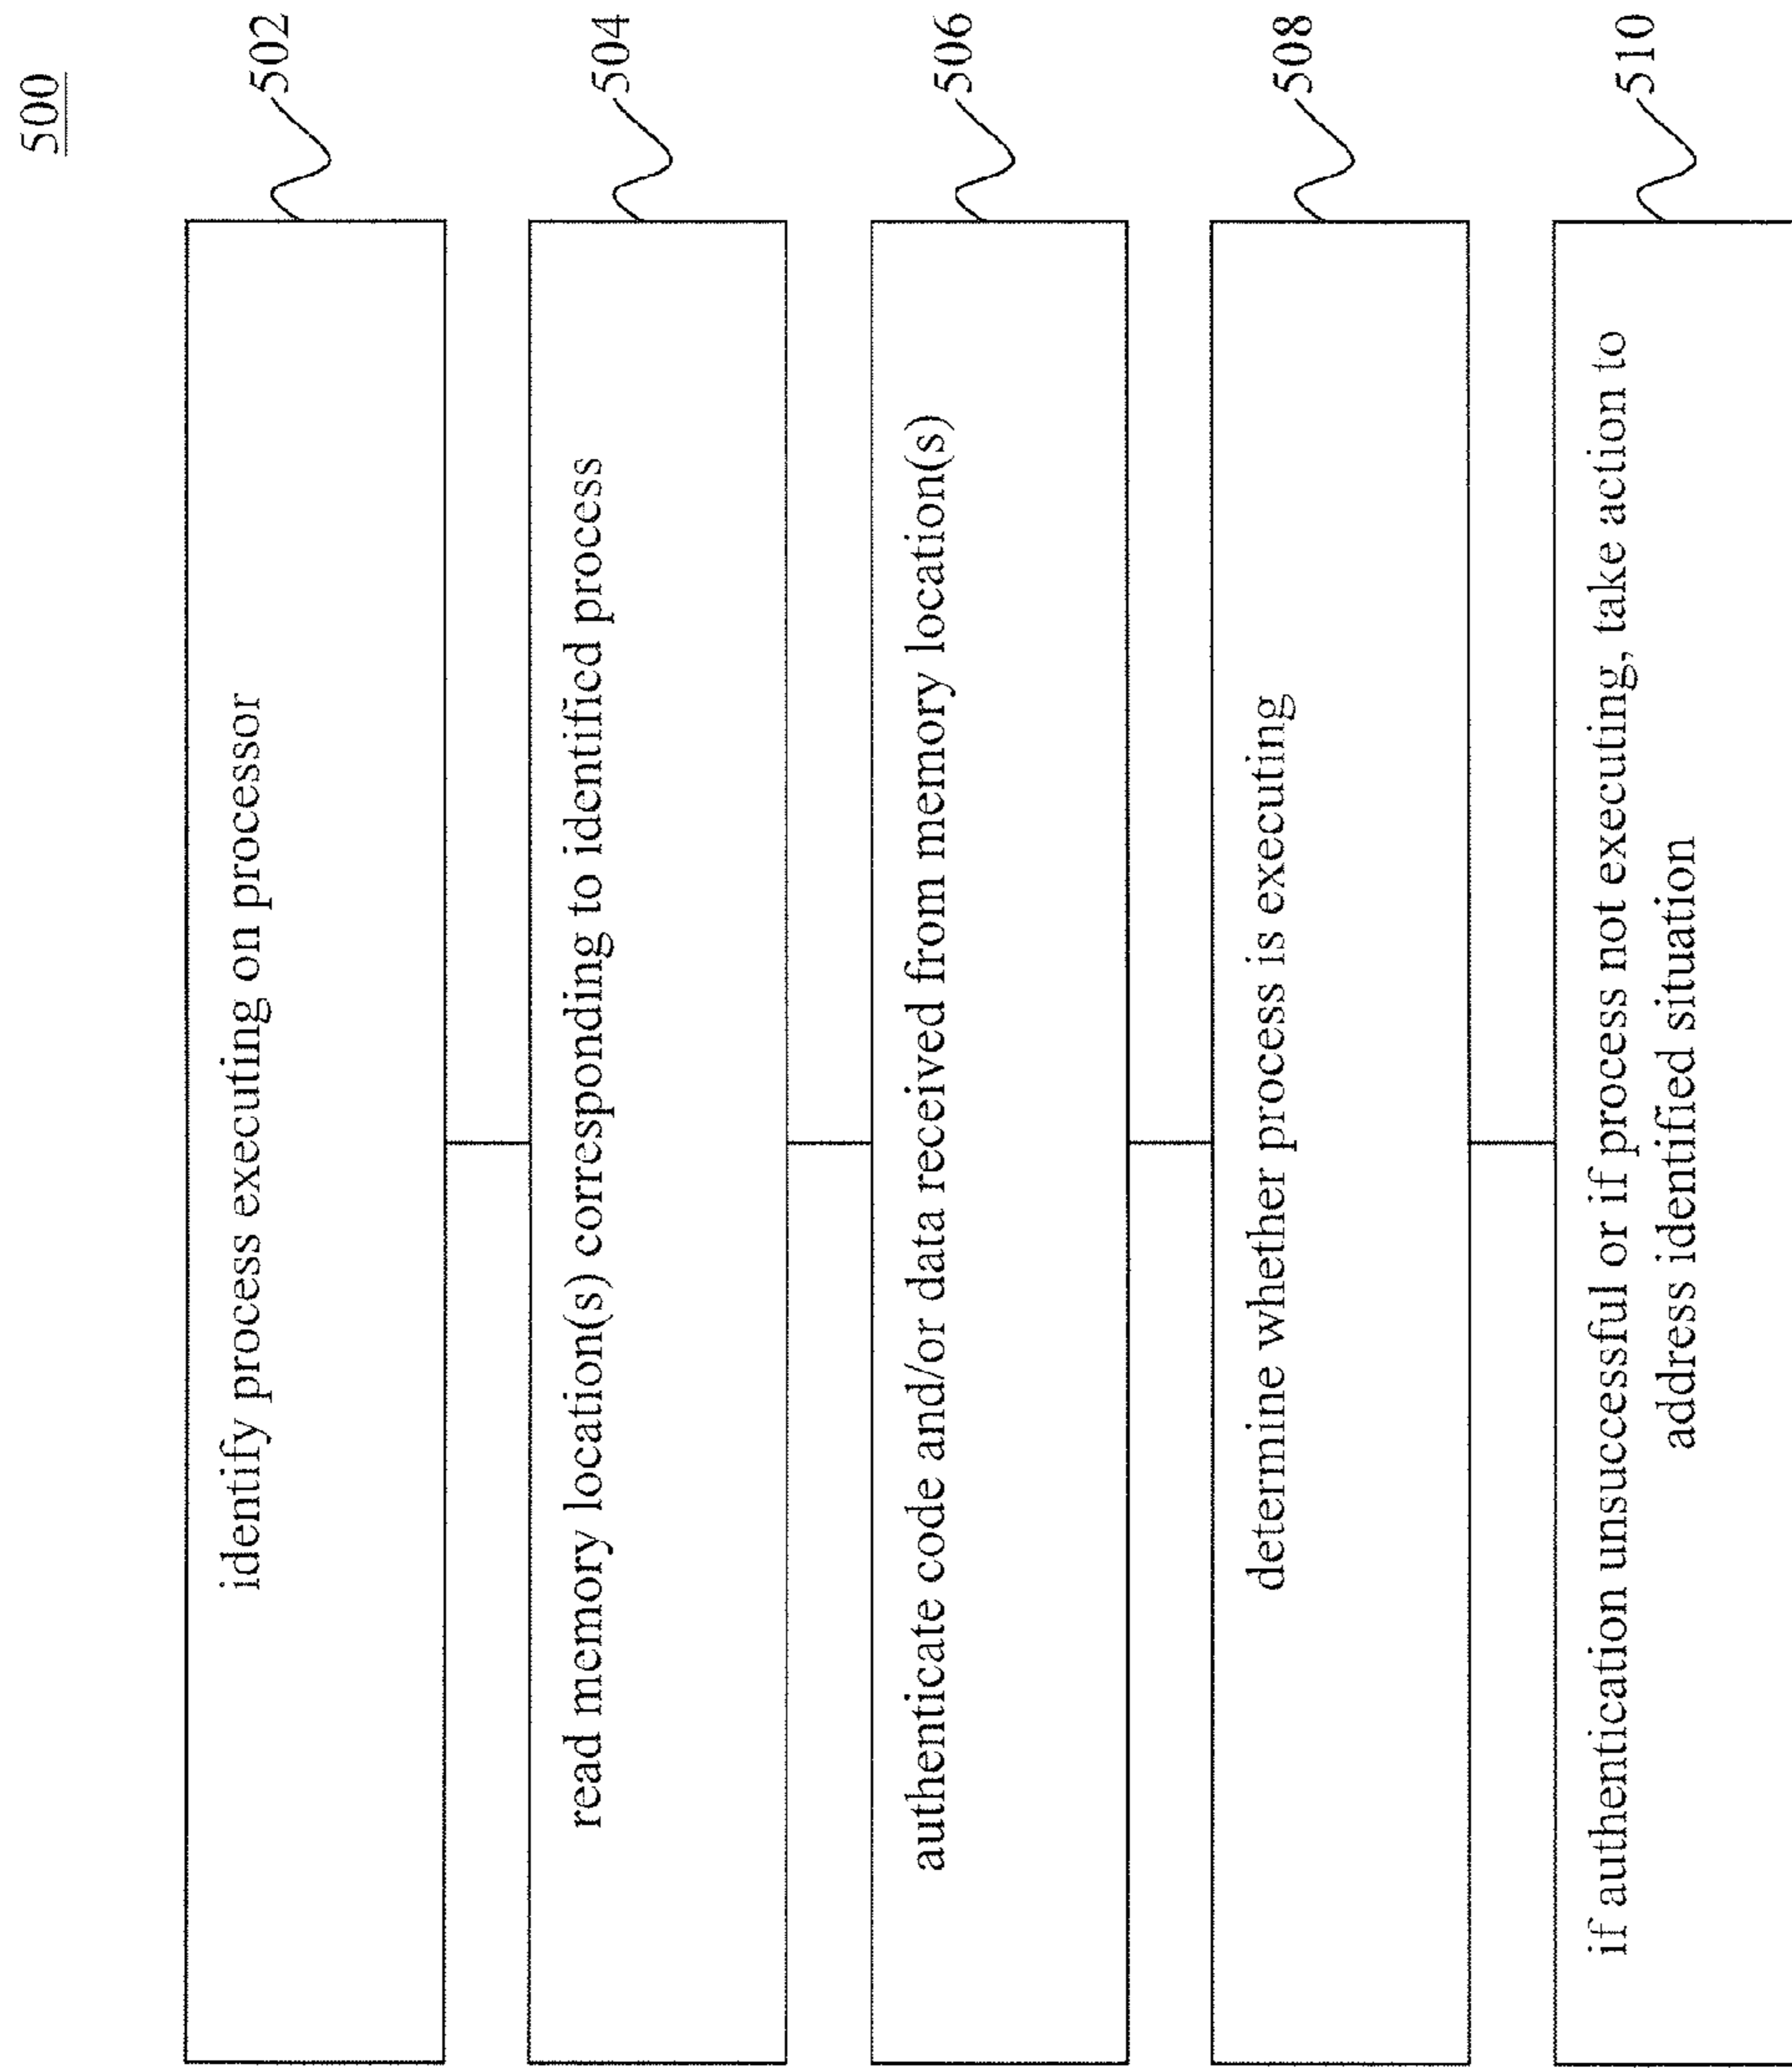 500
identify process executing on processor
502
read memory location(s) corresponding to identified process
504
authenticate code and/or data received from memory location(s)
506
determine whether process is executing
508
if authentication unsuccessful or if process not executing, take action to
address identified situation
510